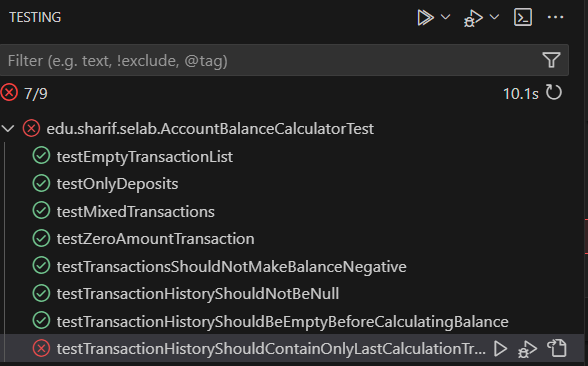 TESTING
Filter (e.g. text, !exclude, @tag)
7/9 10.1s
edu.sharif.selab.AccountBalanceCalculatorTest
testEmptyTransactionList
testOnlyDeposits
testMixedTransactions
testZeroAmountTransaction
testTransactionsShouldNotMakeBalanceNegative
testTransactionHistoryShouldNotBeNull
testTransactionHistoryShouldBeEmptyBeforeCalculatingBalance
testTransactionHistoryShouldContainOnlyLastCalculationTr...